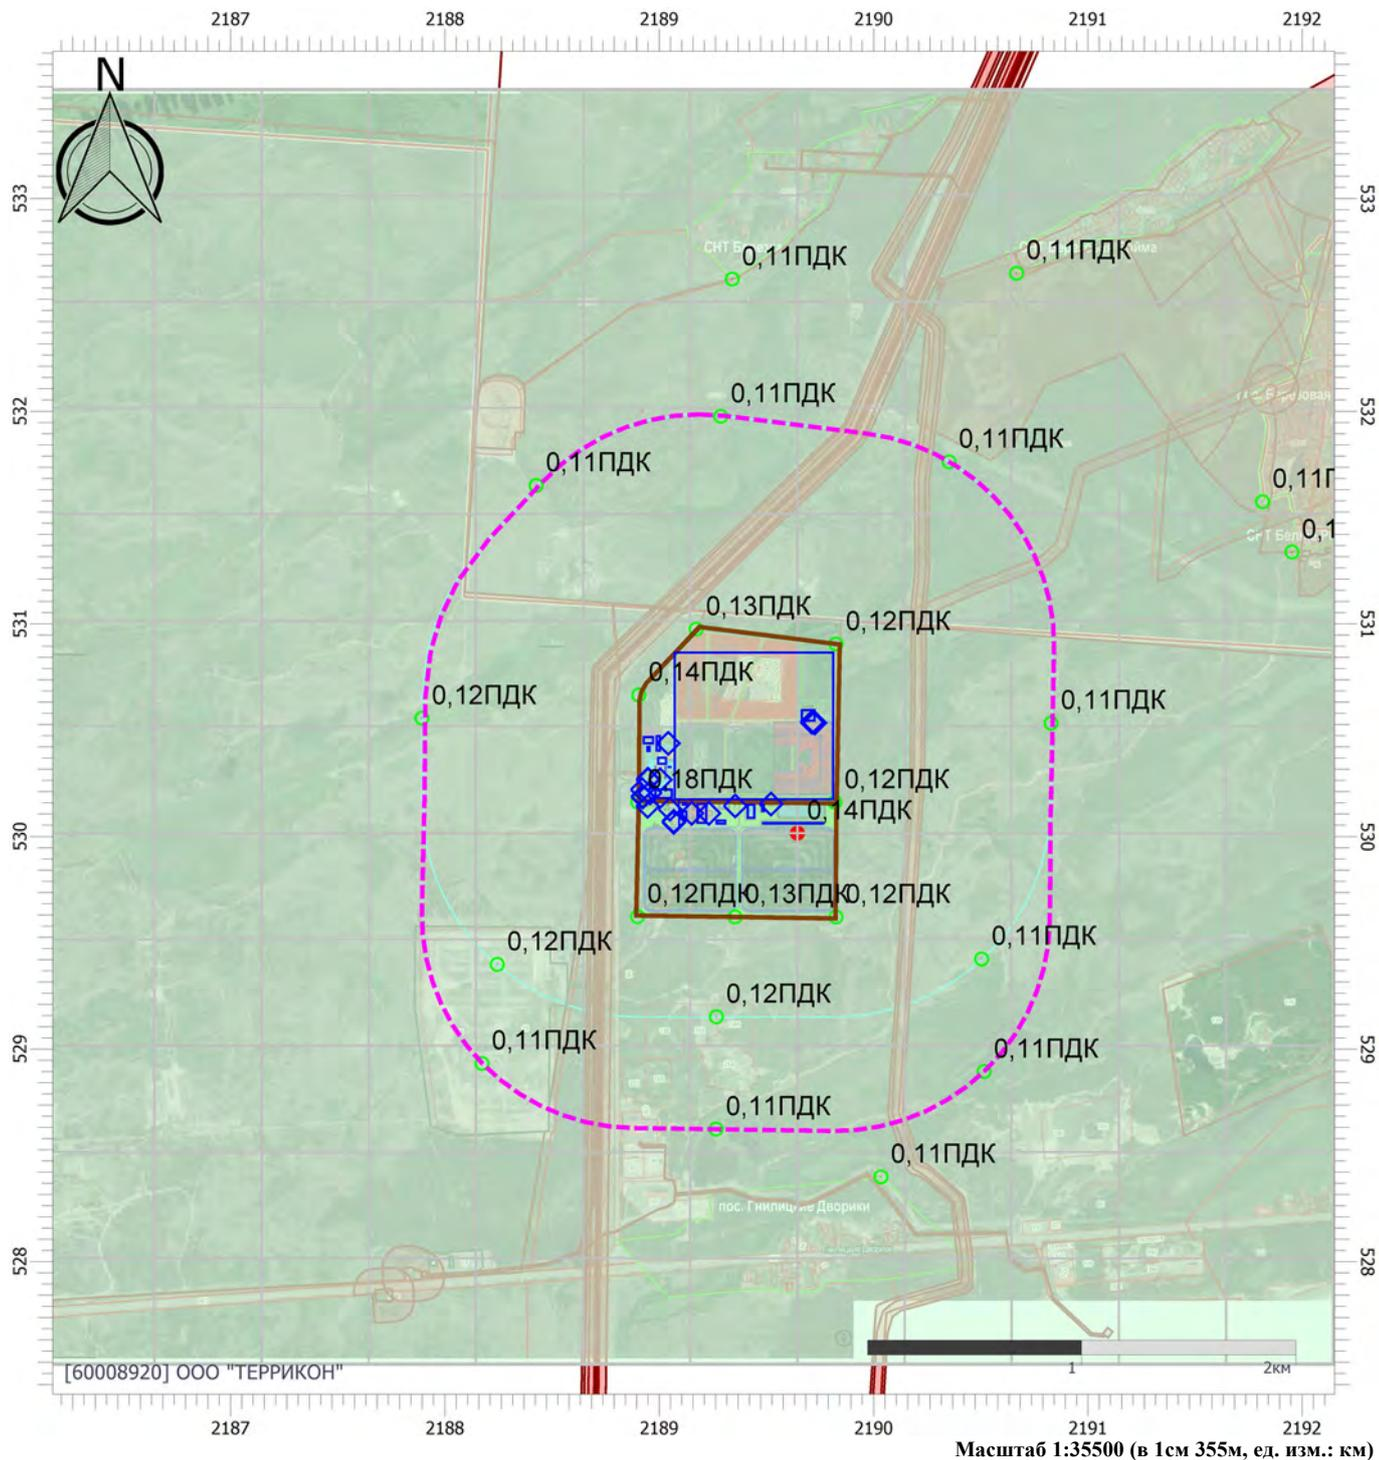 2187 2188 2189 2190 2191 2192
N
533 533
0,11ПДК 0,11ПДК
532 532
0,11ПДК
0,11ПДК
0,11ПДК
0,11П
0,1
0,13ПДК
531 0,12ПДК 531
0,14ПДК
0,12ПДК 0,11ПДК
0,18ПДК 0,12ПДК
0,14ПДК
530 530
0,12ПДК 0,13ПДК 0,12ПДК
0,12ПДК 0,11ПДК
0,12ПДК
529 0,11ПДК 0,11ПДК 529
0,11ПДК
0,11ПДК
пос. Гнилицкие Дворики
528 528
1 2км
[60008920] ООО "ТЕРРИКОН"
2187 2188 2189 2190 2191 2192
Масштаб 1:35500 (в 1см 355м, ед. изм.: км)